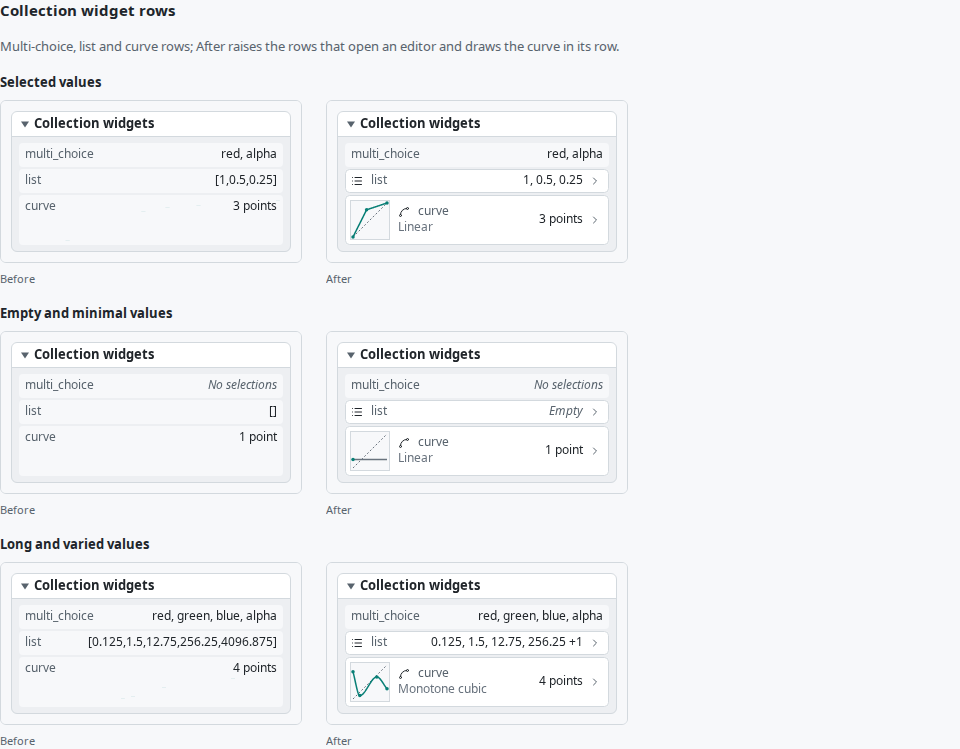 Collection widget rows
Multi-choice, list and curve rows; After raises the rows that open an editor and draws the curve in its row.
Selected values
Collection widgets
multi_choice red, alpha
list [1,0.5,0.25]
curve 3 points
Before
Collection widgets
multi_choice red, alpha
list 1, 0.5, 0.25
curve
Linear
3 points
After
Empty and minimal values
Collection widgets
multi_choice No selections
list []
curve 1 point
Before
Collection widgets
multi_choice No selections
list Empty
curve
Linear
1 point
After
Long and varied values
Collection widgets
multi_choice red, green, blue, alpha
list [0.125,1.5,12.75,256.25,4096.875]
curve 4 points
Before
Collection widgets
multi_choice red, green, blue, alpha
list 0.125, 1.5, 12.75, 256.25 +1
curve
Monotone cubic
4 points
After